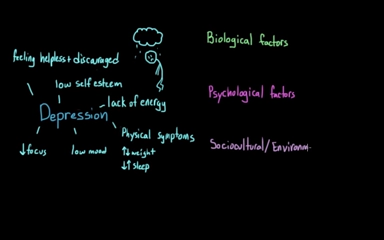 feeling helpless + discouraged
low self esteem
lack of energy
Depression
Physical symptoms
↑↓ weight
↓↑ sleep
↓ focus
low mood
Biological factors
Psychological factors
Sociocultural/Environm